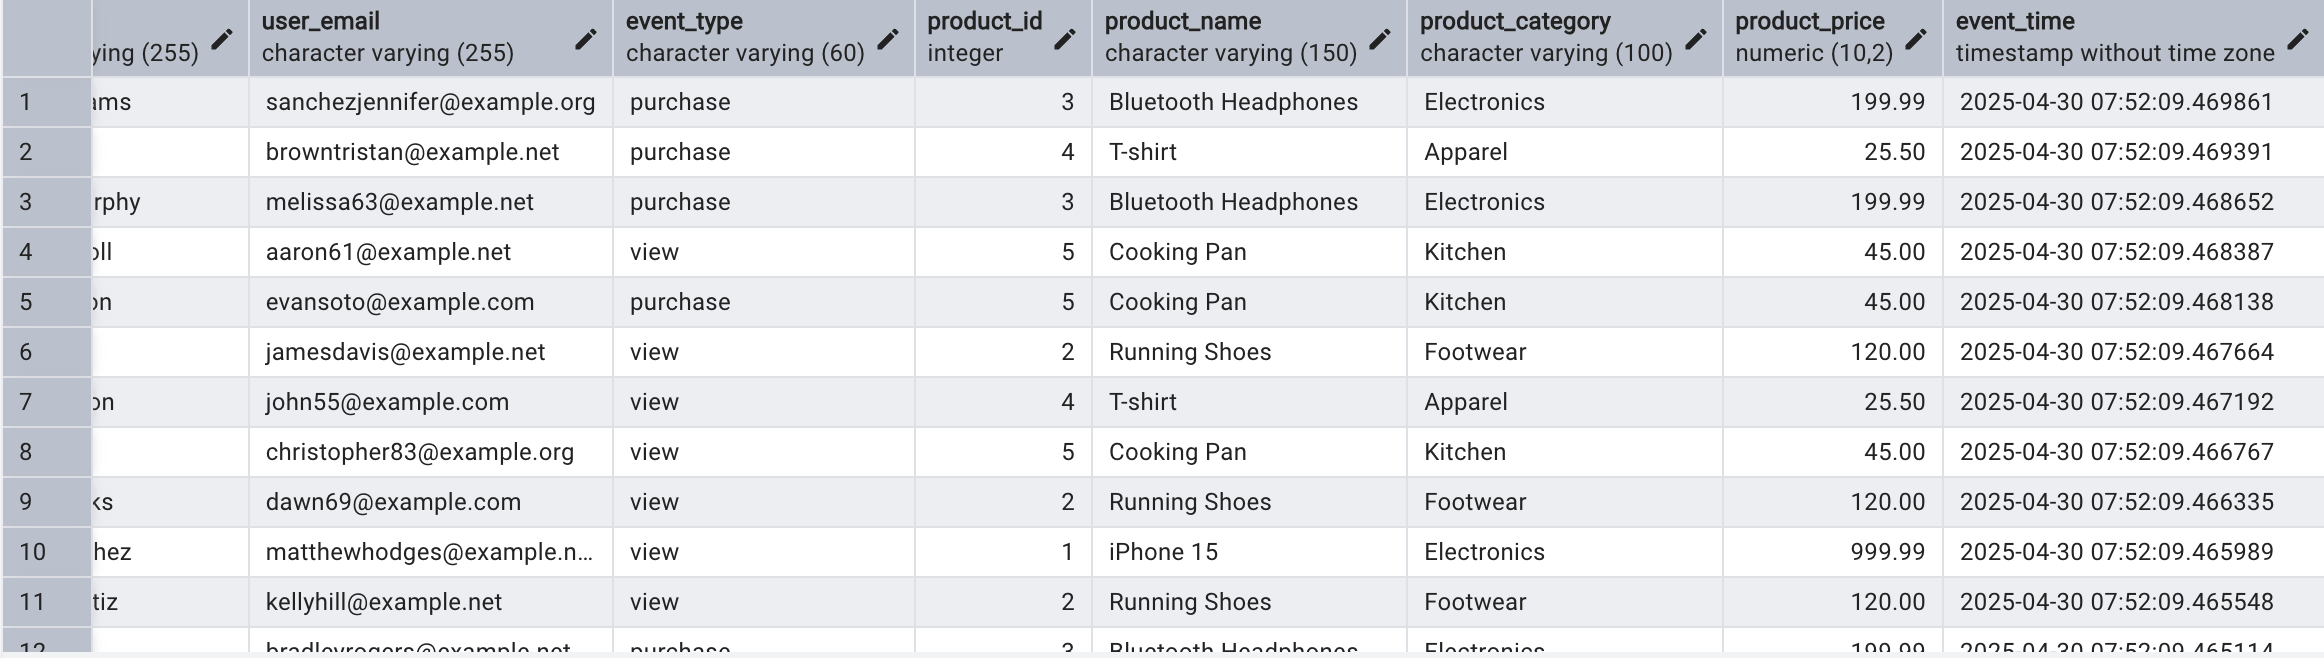 user_email event_type product_id product_name product_category product_price event_time
ying (255) character varying (255) character varying (60) integer character varying (150) character varying (100) numeric (10,2) timestamp without time zone
1 ams sanchezjennifer@example.org purchase 3 Bluetooth Headphones Electronics 199.99 2025-04-30 07:52:09.469861
2 browntristan@example.net purchase 4 T-shirt Apparel 25.50 2025-04-30 07:52:09.469391
3 rphy melissa63@example.net purchase 3 Bluetooth Headphones Electronics 199.99 2025-04-30 07:52:09.468652
4 oll aaron61@example.net view 5 Cooking Pan Kitchen 45.00 2025-04-30 07:52:09.468387
5 on evansoto@example.com purchase 5 Cooking Pan Kitchen 45.00 2025-04-30 07:52:09.468138
6 jamesdavis@example.net view 2 Running Shoes Footwear 120.00 2025-04-30 07:52:09.467664
7 on john55@example.com view 4 T-shirt Apparel 25.50 2025-04-30 07:52:09.467192
8 christopher83@example.org view 5 Cooking Pan Kitchen 45.00 2025-04-30 07:52:09.466767
9 ks dawn69@example.com view 2 Running Shoes Footwear 120.00 2025-04-30 07:52:09.466335
10 hez matthewhodges@example.n... view 1 iPhone 15 Electronics 999.99 2025-04-30 07:52:09.465989
11 tiz kellyhill@example.net view 2 Running Shoes Footwear 120.00 2025-04-30 07:52:09.465548
12 bradleyrogers@example.net purchase 3 Bluetooth Headphones Electronics 199.99 2025-04-30 07:52:09.465114